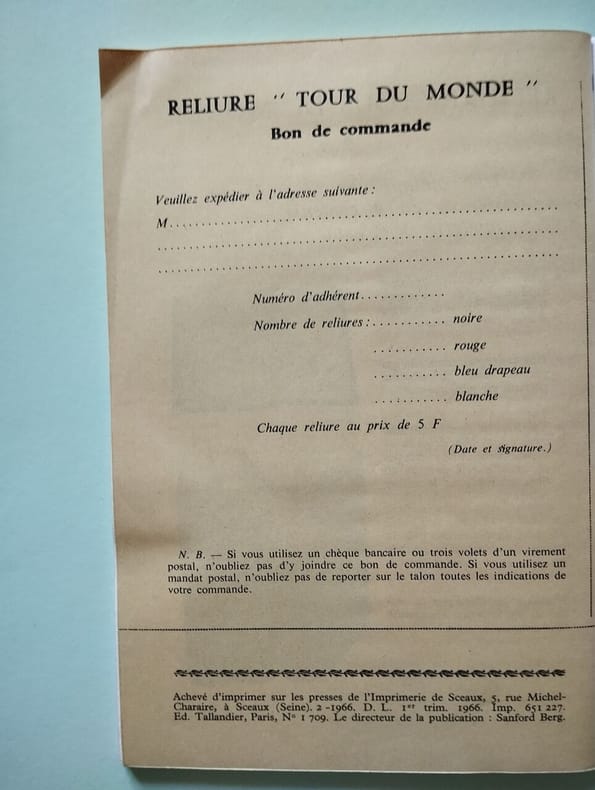 RELIURE " TOUR DU MONDE "
Bon de commande
Veuillez expédier à l'adresse suivante :
M............................................................
............................................................
............................................................
Numéro d'adhérent.............
Nombre de reliures :........... noire
........... rouge
........... bleu drapeau
........... blanche
Chaque reliure au prix de 5 F
(Date et signature.)
N. B. — Si vous utilisez un chèque bancaire ou trois volets d'un virement
postal, n'oubliez pas d'y joindre ce bon de commande. Si vous utilisez un
mandat postal, n'oubliez pas de reporter sur le talon toutes les indications de
votre commande.
Achevé d'imprimer sur les presses de l'Imprimerie de Sceaux, 5, rue Michel-
Charaire, à Sceaux (Seine). 2 -1966. D. L. 1er trim. 1966. Imp. 651 227.
Ed. Tallandier, Paris, N° 1 709. Le directeur de la publication : Sanford Berg.